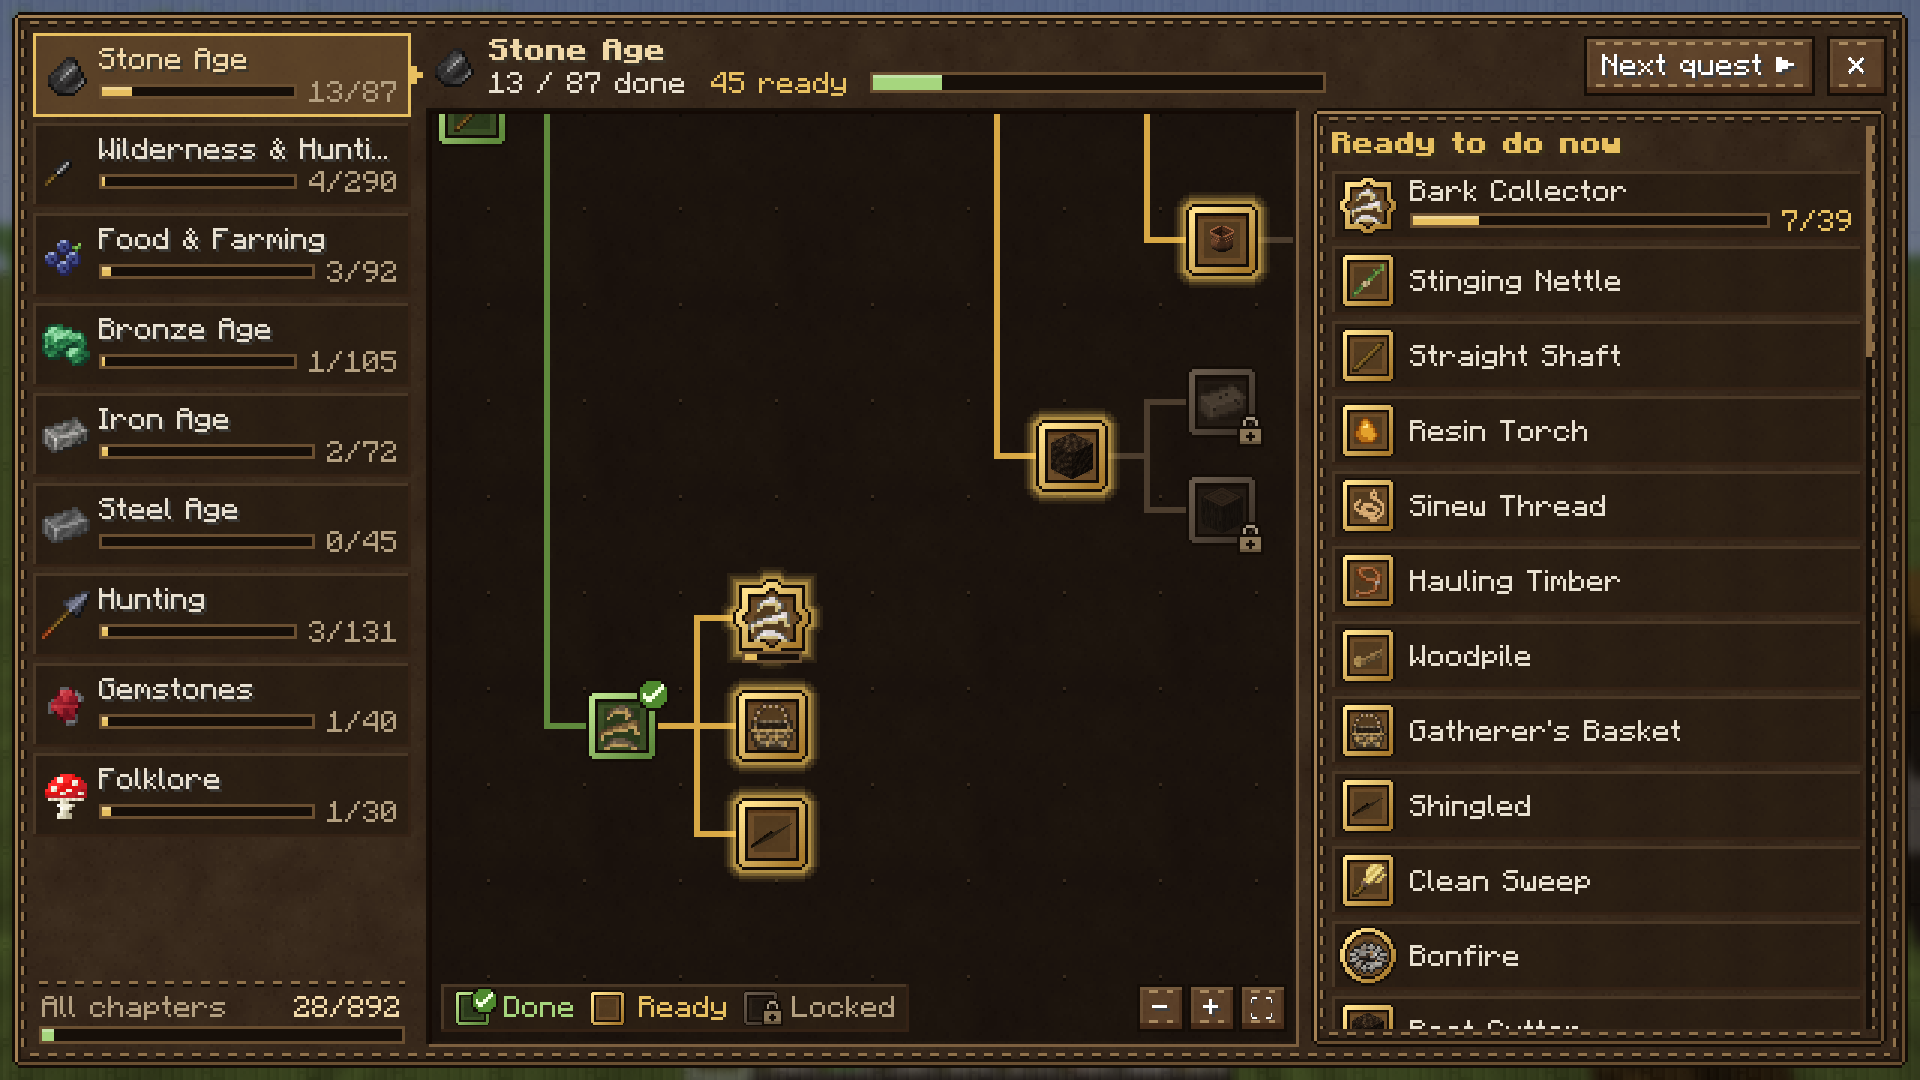 Stone Age
13/87
Wilderness & Hunti...
4/290
Food & Farming
3/92
Bronze Age
1/105
Iron Age
2/72
Steel Age
0/45
Hunting
3/131
Gemstones
1/40
Folklore
1/30
All chapters 28/892
Stone Age
13 / 87 done 45 ready
Next quest
Done Ready Locked
Ready to do now
Bark Collector
7/39
Stinging Nettle
Straight Shaft
Resin Torch
Sinew Thread
Hauling Timber
Woodpile
Gatherer's Basket
Shingled
Clean Sweep
Bonfire